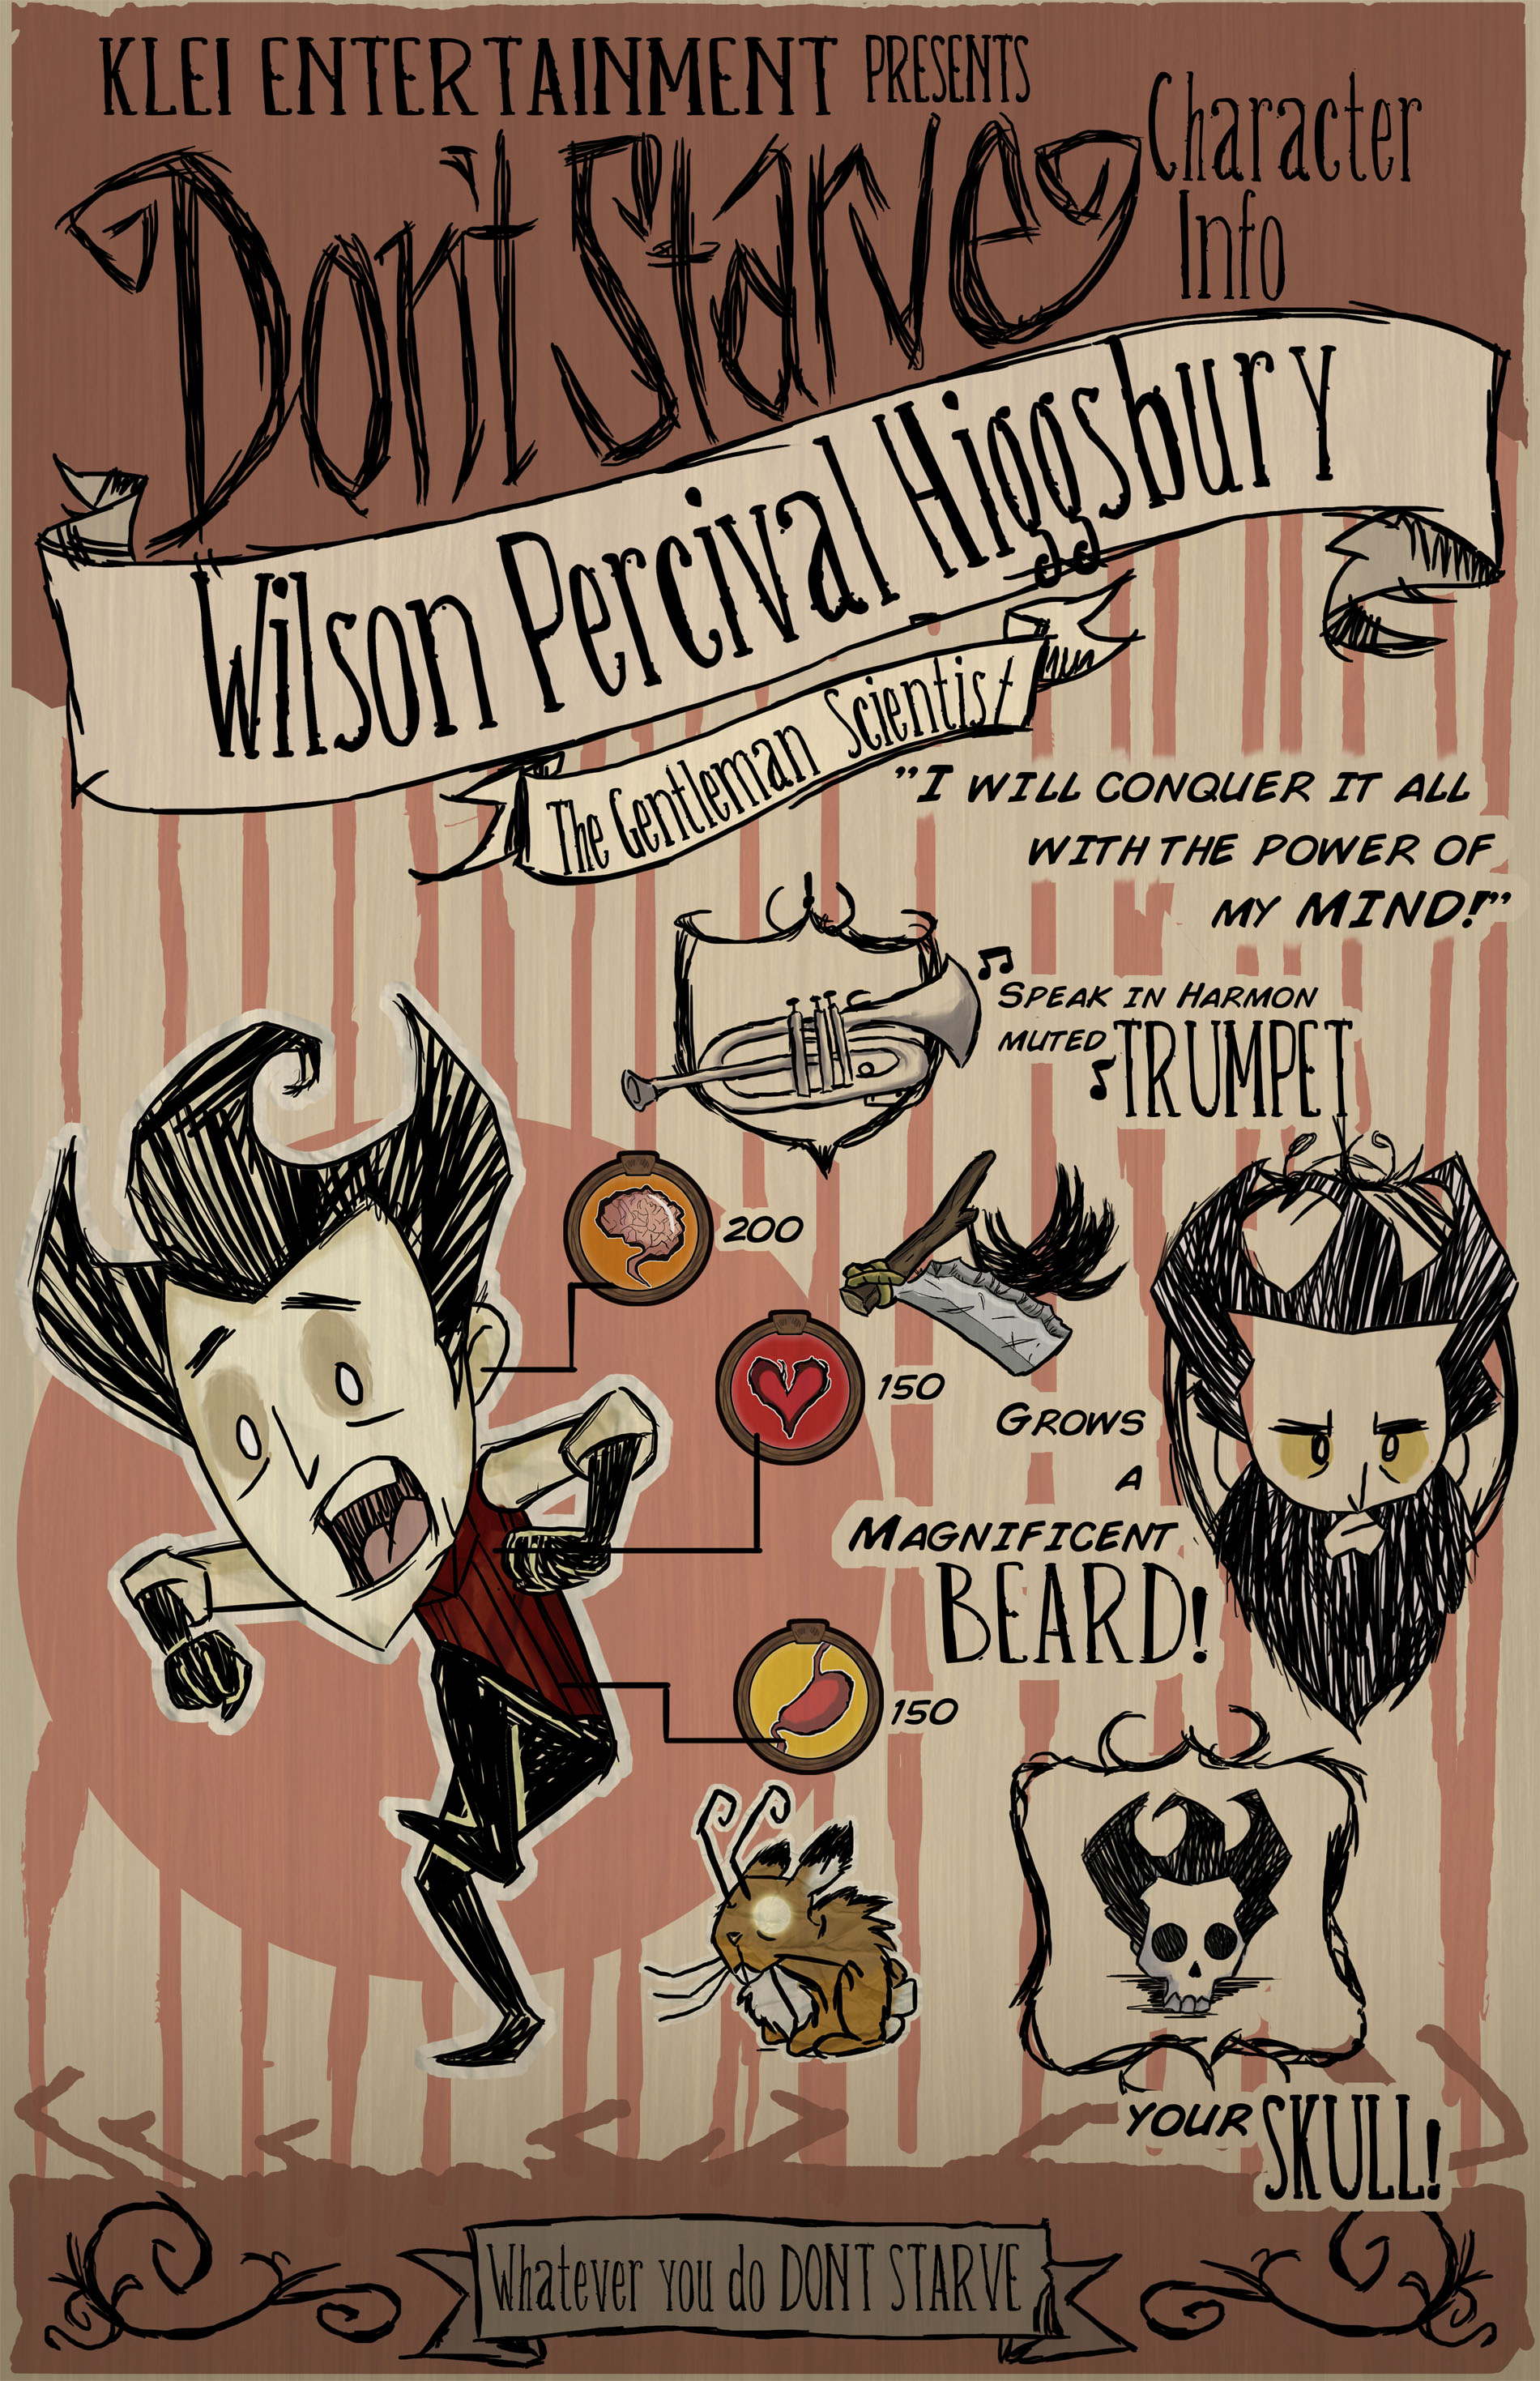 KLEI ENTERTAINMENT PRESENTS
Don't Starve
Character
Info
Wilson Percival Higgsbury
The Gentleman Scientist
"I WILL CONQUER IT ALL
WITH THE POWER OF
MY MIND!"
SPEAK IN HARMON
MUTED TRUMPET
200
150
GROWS
A
MAGNIFICENT
BEARD!
150
YOUR SKULL!
Whatever you do DONT STARVE